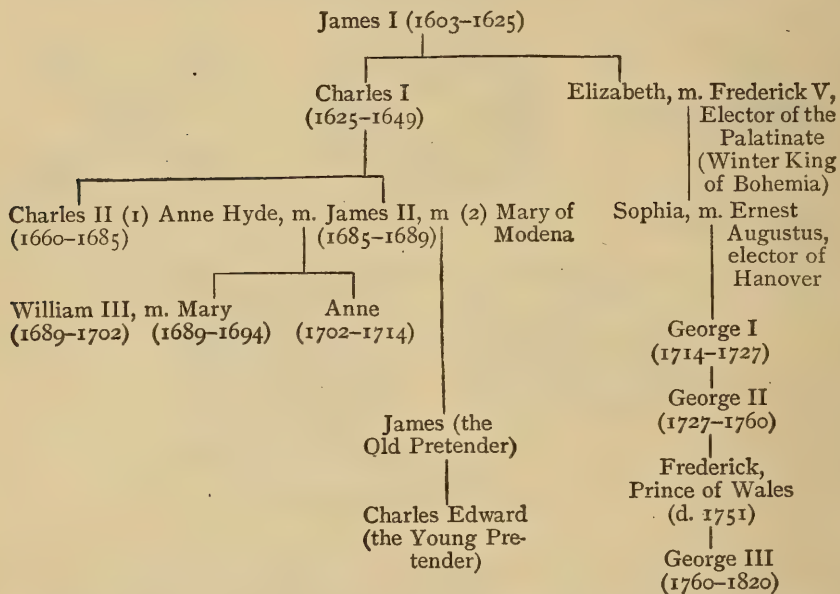 James I (1603–1625)
Charles I
(1625–1649)
Elizabeth, m. Frederick V,
Elector of the
Palatinate
(Winter King
of Bohemia)
Charles II (1) Anne Hyde, m. James II, m (2) Mary of
(1660–1685) (1685–1689) Modena
Sophia, m. Ernest
Augustus,
elector of
Hanover
William III, m. Mary Anne
(1689–1702) (1689–1694) (1702–1714)
George I
(1714–1727)
George II
(1727–1760)
James (the
Old Pretender)
Frederick,
Prince of Wales
(d. 1751)
Charles Edward
(the Young Pre-
tender)
George III
(1760–1820)